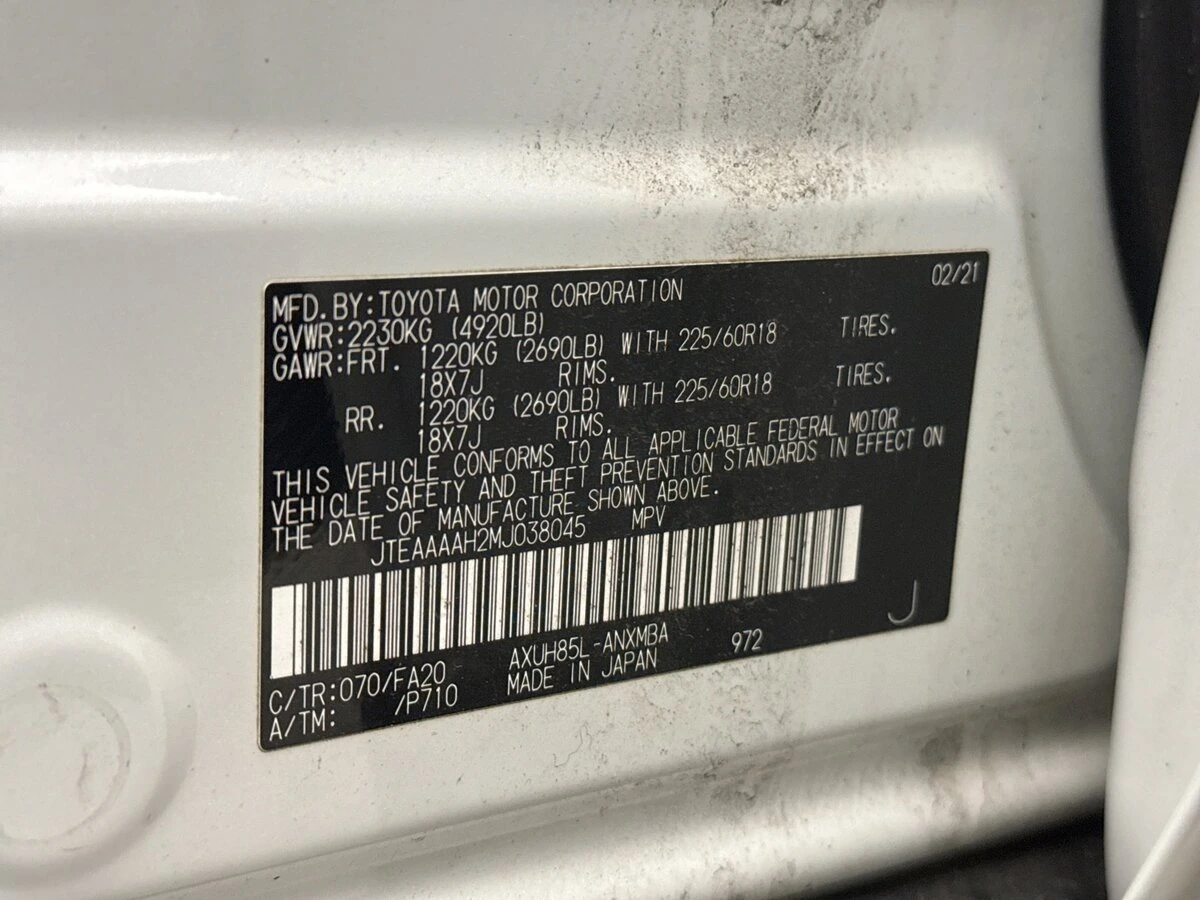 02/21
MFD. BY:TOYOTA MOTOR CORPORATION
GVWR:2230KG (4920LB)
GAWR:FRT. 1220KG (2690LB) WITH 225/60R18 TIRES.
18X7J RIMS.
RR. 1220KG (2690LB) WITH 225/60R18 TIRES.
18X7J RIMS.
THIS VEHICLE CONFORMS TO ALL APPLICABLE FEDERAL MOTOR
VEHICLE SAFETY AND THEFT PREVENTION STANDARDS IN EFFECT ON
THE DATE OF MANUFACTURE SHOWN ABOVE.
JTEAAAAH2MJ038045 MPV
J
C/TR:070/FA20 AXUH85L-ANXMBA 972
A/TM: /P710 MADE IN JAPAN